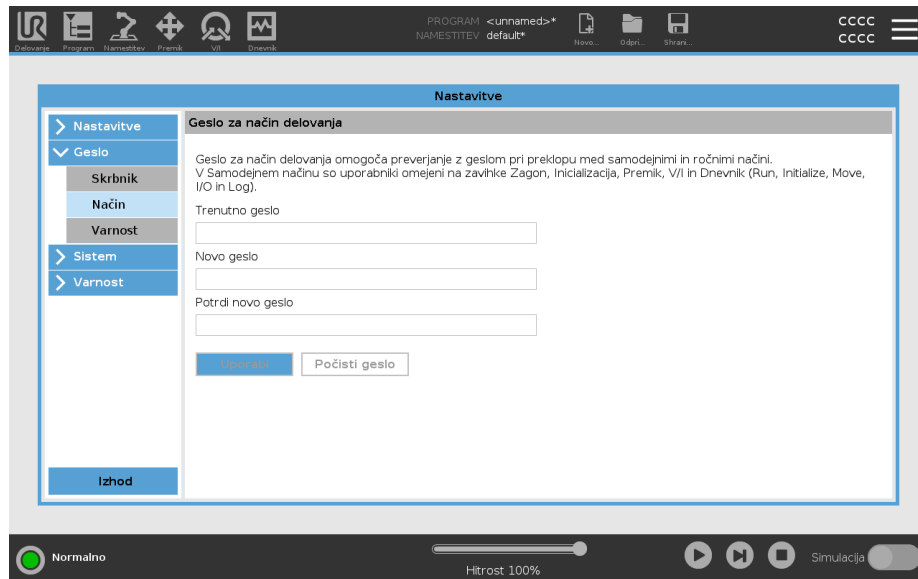 PROGRAM <unnamed>*
NAMESTITEV default*
CCCC
CCCC
Delovanje Program Namestitev Premik V/I Dnevnik Novo... Odpri... Shrani...
Nastavitve
Nastavitve
Geslo
Skrbnik
Način
Varnost
Sistem
Varnost
Izhod
Geslo za način delovanja
Geslo za način delovanja omogoča preverjanje z geslom pri preklopu med samodejnimi in ročnimi načini.
V Samodejnem načinu so uporabniki omejeni na zavihke Zagon, Inicializacija, Premik, V/I in Dnevnik (Run, Initialize, Move,
I/O in Log).
Trenutno geslo
Novo geslo
Potrdi novo geslo
Uporabi Počisti geslo
Normalno
Hitrost 100%
Simulacija